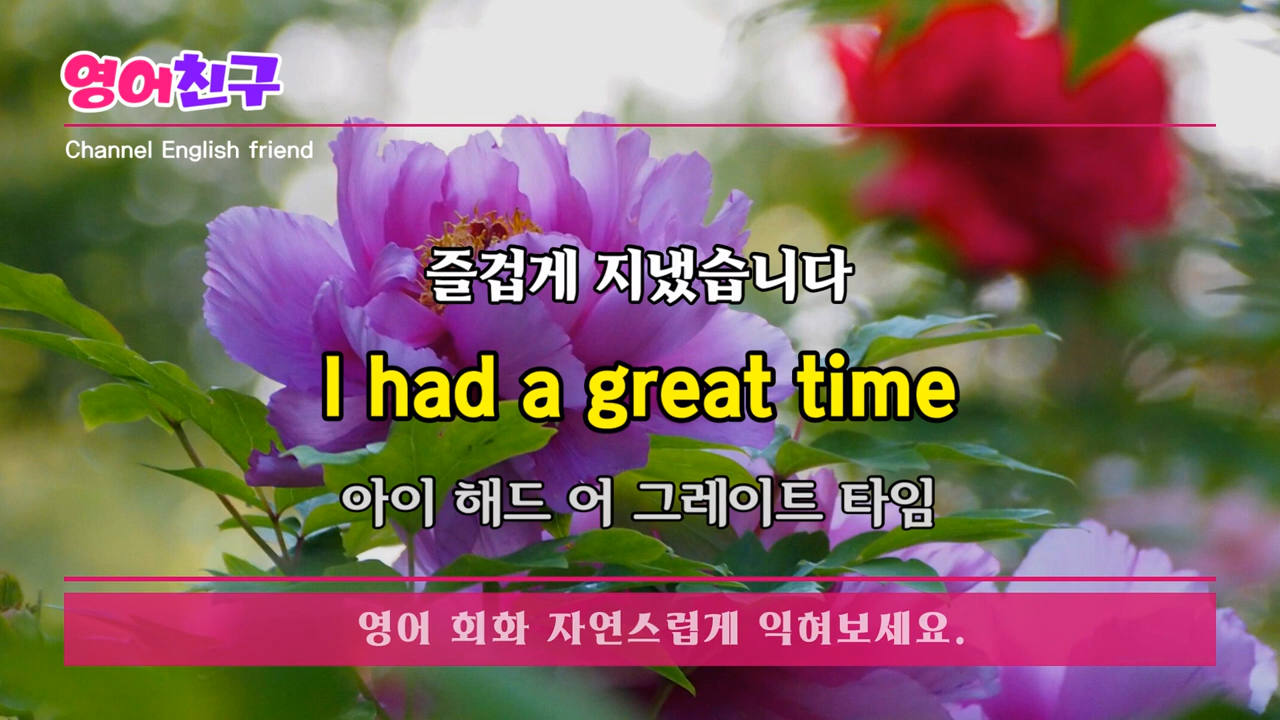 영어친구
Channel English friend
즐겁게 지냈습니다
I had a great time
아이 해드 어 그레이트 타임
영어 회화 자연스럽게 익혀보세요.